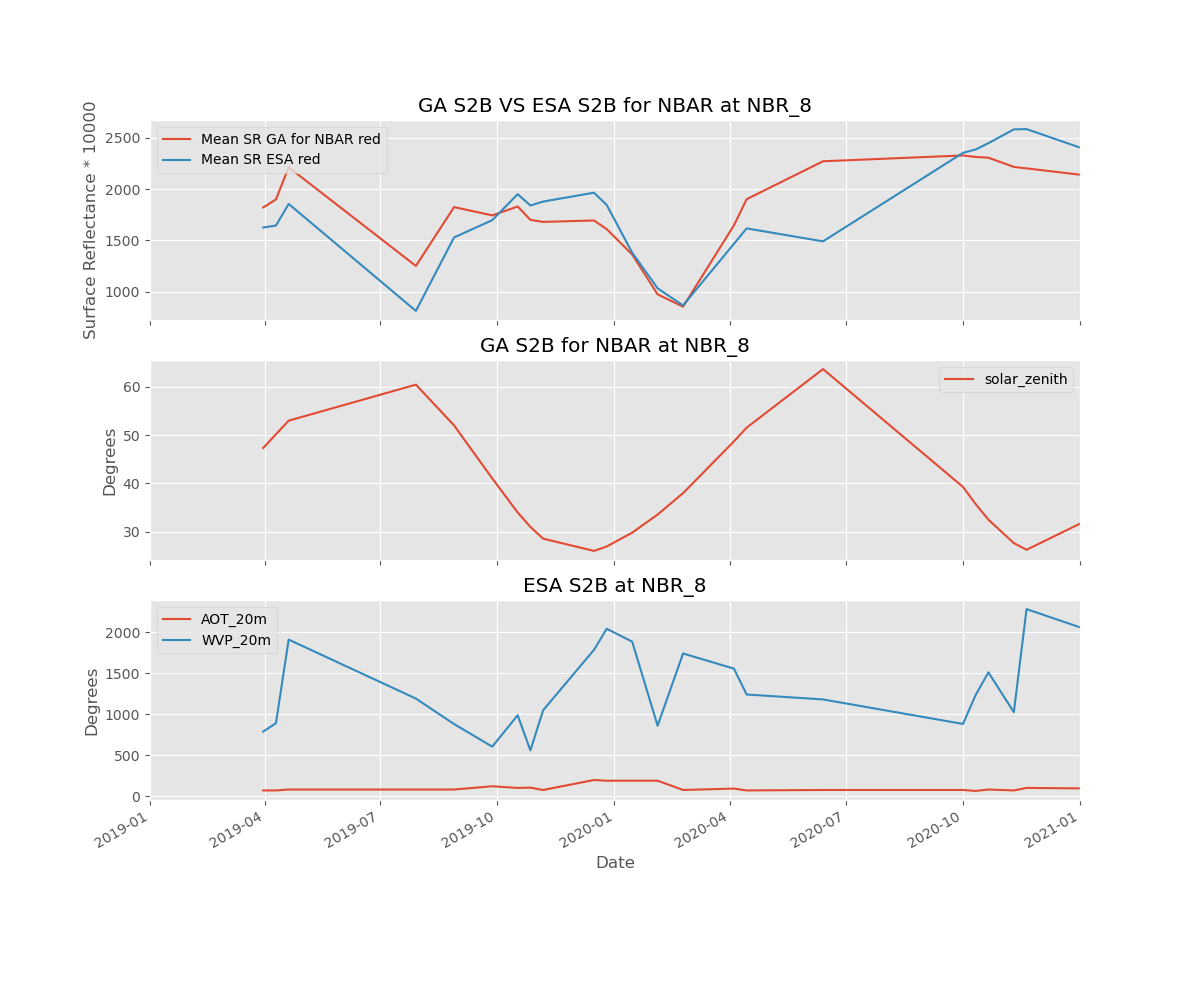 GA S2B VS ESA S2B for NBAR at NBR_8
Surface Reflectance * 10000
2500
2000
1500
1000
Mean SR GA for NBAR red
Mean SR ESA red
GA S2B for NBAR at NBR_8
Degrees
60
50
40
30
solar_zenith
ESA S2B at NBR_8
Degrees
2000
1500
1000
500
0
AOT_20m
WVP_20m
2019-01
2019-04
2019-07
2019-10
2020-01
2020-04
2020-07
2020-10
2021-01
Date